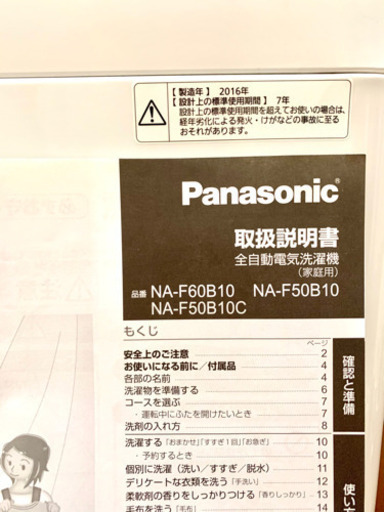 【製造年】 2016年
【設計上の標準使用期間】 7年
設計上の標準使用期間を超えてお使いの場合は、
経年劣化による発火・けがなどの事故に至る
おそれがあります。
Panasonic
取扱説明書
全自動電気洗濯機
(家庭用)
品番 NA-F60B10 NA-F50B10
NA-F50B10C
もくじ
ページ
安全上のご注意 2
お使いになる前に/付属品 4
各部の名前 4
洗濯物を準備する 6
コースを選ぶ 7
・運転中にふたを開けたいとき 7
洗剤の入れ方 8
確認と準備
洗濯する「おまかせ」「すすぎ1回」「お急ぎ」 10
・予約するとき 10
個別に洗濯(洗い/すすぎ/脱水) 11
デリケートな衣類を洗う「手洗い」 12
柔軟剤の香りをしっかりつける「香りしっかり」 13
毛布を洗う「毛布」 14
使い方